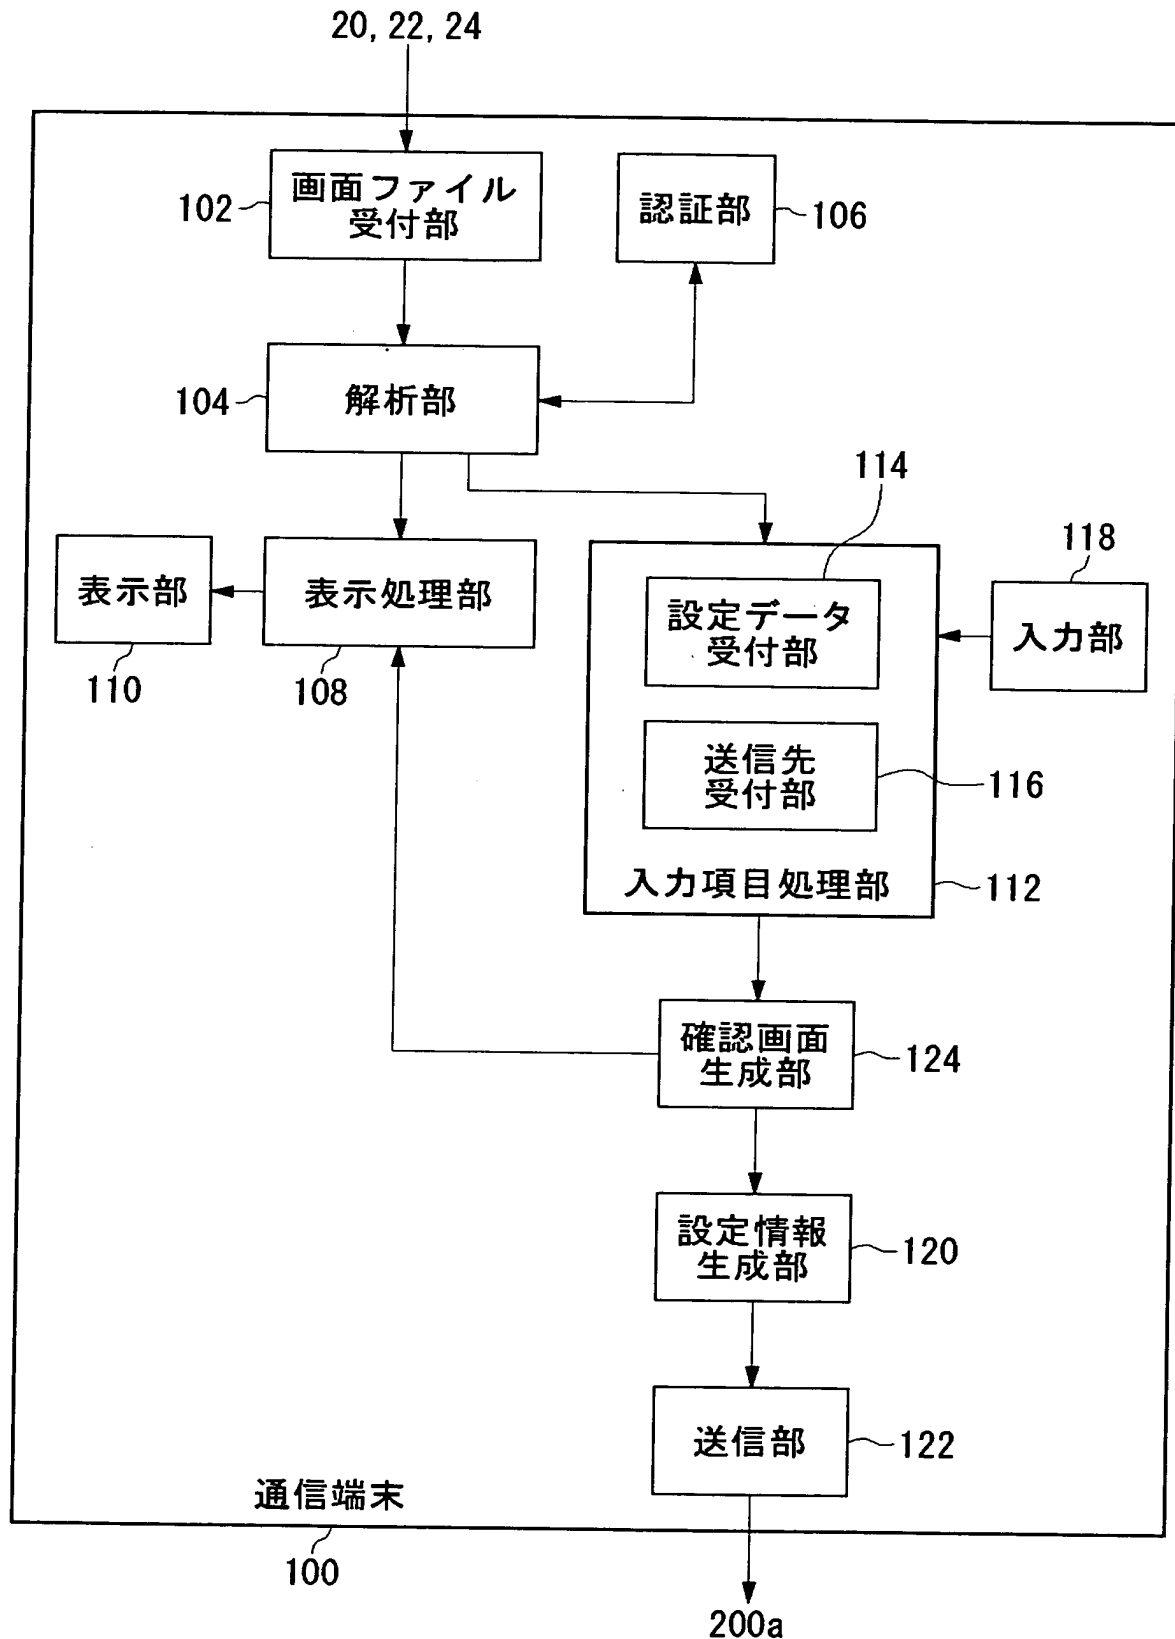 20, 22, 24
画面ファイル
受付部
102
認証部
106
解析部
104
114
118
表示部
110
表示処理部
108
設定データ
受付部
入力部
送信先
受付部
116
入力項目処理部
112
確認画面
生成部
124
設定情報
生成部
120
送信部
122
通信端末
100
200a